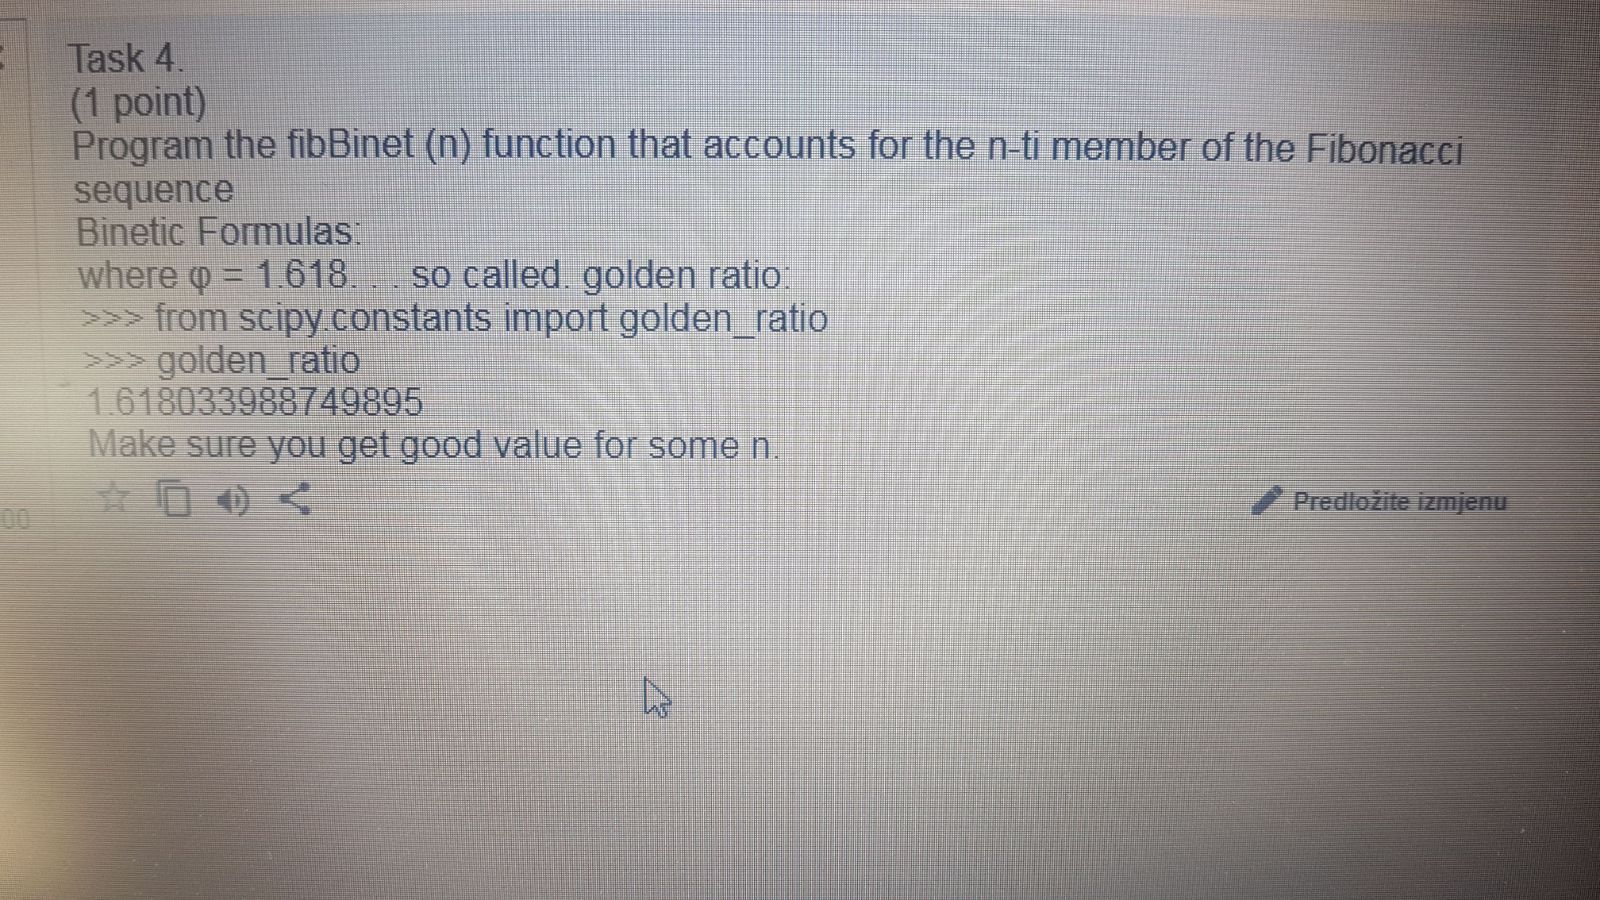 Task 4.
(1 point)
Program the fibBinet (n) function that accounts for the n-ti member of the Fibonacci
sequence
Binetic Formulas:
where φ = 1.618. . . so called. golden ratio:
>>> from scipy.constants import golden_ratio
>>> golden_ratio
1.618033988749895
Make sure you get good value for some n.
00
Predložite izmjenu